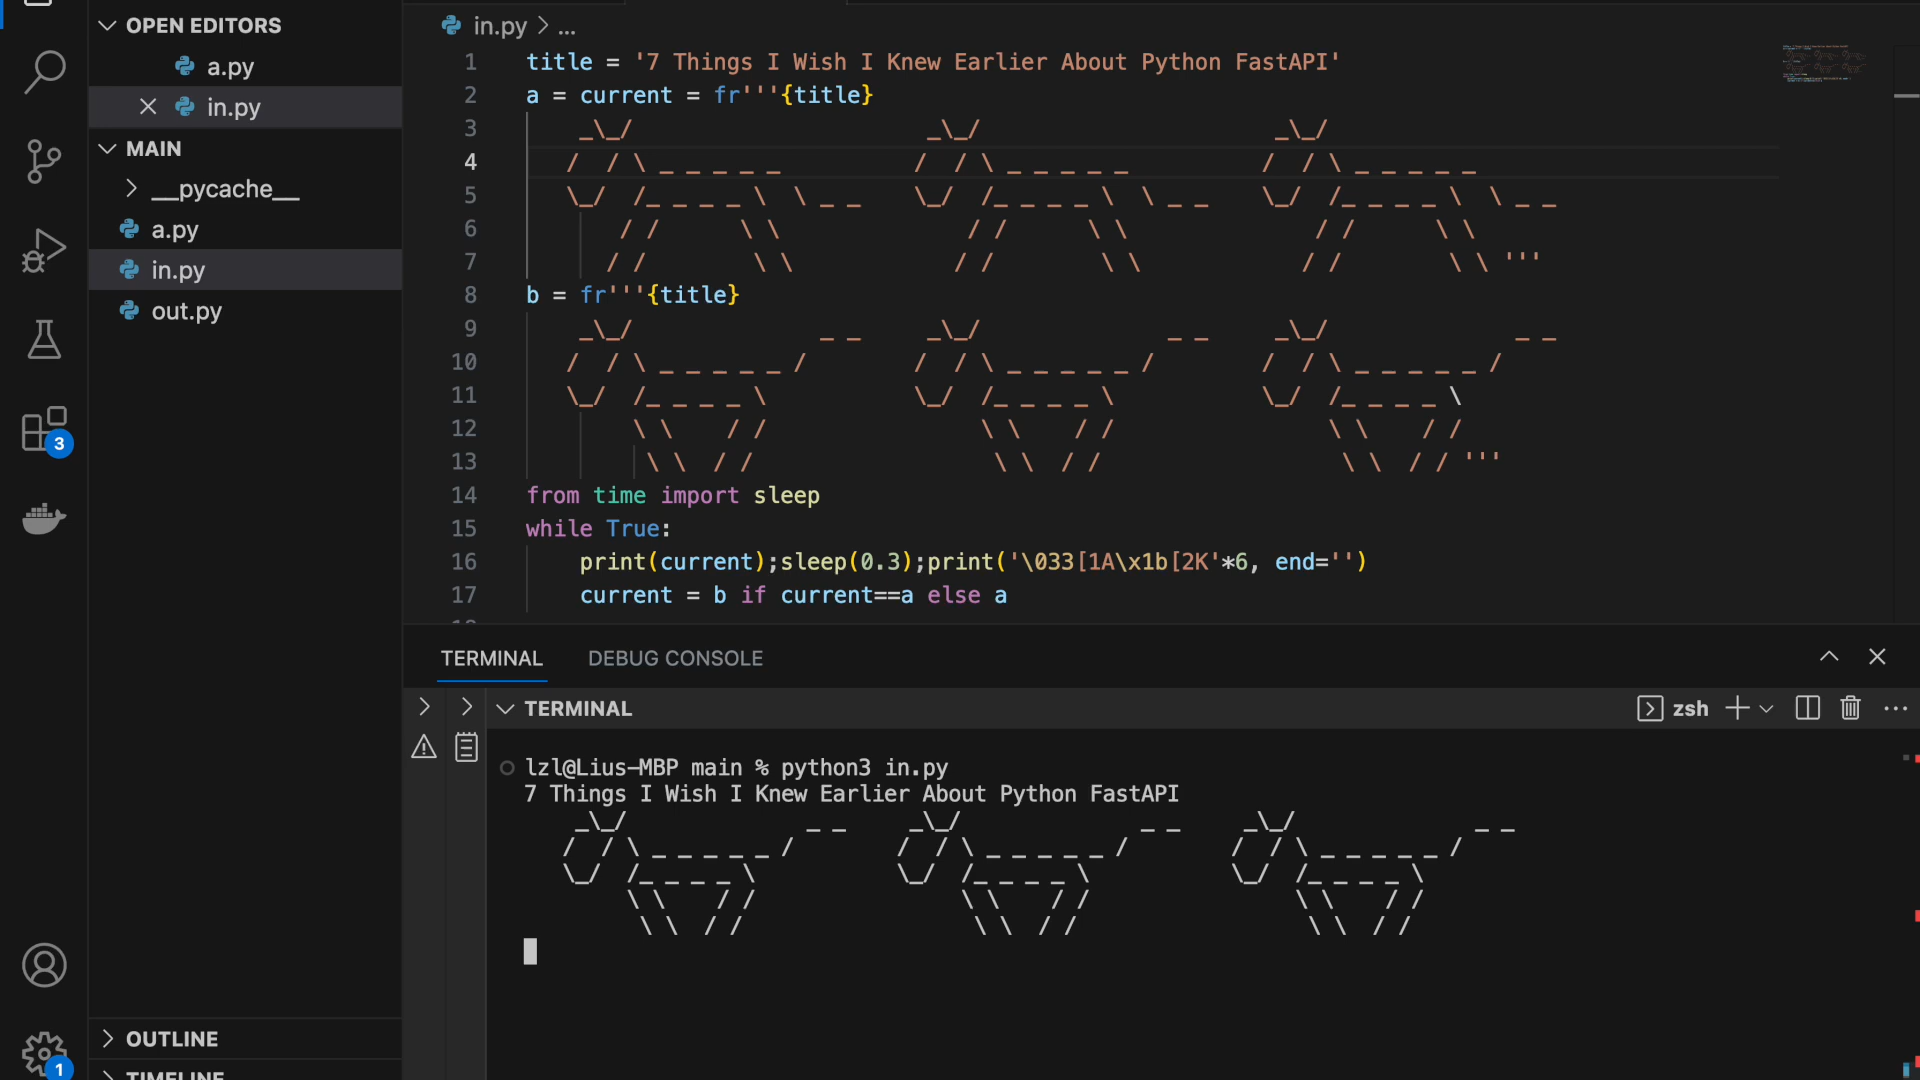 OPEN EDITORS
a.py
in.py
MAIN
__pycache__
a.py
in.py
out.py
3
OUTLINE
TIMELINE
1
in.py > ...
1 title = '7 Things I Wish I Knew Earlier About Python FastAPI'
2 a = current = fr'''{title}
3     _\_/                      _\_/                      _\_/
4    /  / \ _ _ _ _ _          /  / \ _ _ _ _ _          /  / \ _ _ _ _ _
5    \_/  /_ _ _ _ \  \ _ _    \_/  /_ _ _ _ \  \ _ _    \_/  /_ _ _ _ \  \ _ _
6        / /      \ \              / /      \ \              / /      \ \
7       / /        \ \            / /        \ \            / /        \ \ '''
8 b = fr'''{title}
9     _\_/              _ _     _\_/              _ _     _\_/              _ _
10    /  / \ _ _ _ _ _ /        /  / \ _ _ _ _ _ /        /  / \ _ _ _ _ _ /
11    \_/  /_ _ _ _ \           \_/  /_ _ _ _ \           \_/  /_ _ _ _ \
12         \ \   / /                 \ \   / /                 \ \   / /
13          \ \  / /                  \ \  / /                  \ \  / / '''
14 from time import sleep
15 while True:
16     print(current);sleep(0.3);print('\033[1A\x1b[2K'*6, end='')
17     current = b if current==a else a
TERMINAL DEBUG CONSOLE
TERMINAL zsh
lzl@Lius-MBP main % python3 in.py
7 Things I Wish I Knew Earlier About Python FastAPI
    _\_/              _ _     _\_/              _ _     _\_/              _ _
   /  / \ _ _ _ _ _ /        /  / \ _ _ _ _ _ /        /  / \ _ _ _ _ _ /
   \_/  /_ _ _ _ \           \_/  /_ _ _ _ \           \_/  /_ _ _ _ \
        \ \    / /                \ \    / /                \ \    / /
         \ \  / /                  \ \  / /                  \ \  / /